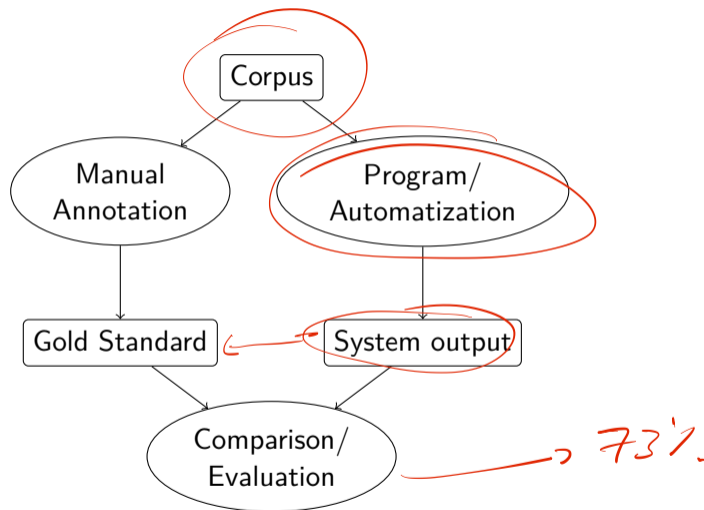 Corpus
Manual
Annotation
Program/
Automatization
Gold Standard
System output
Comparison/
Evaluation
73%